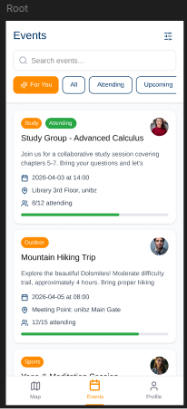 Root
Events
Search events...
For You
All
Attending
Upcoming
Study
Attending
Study Group - Advanced Calculus
Join us for a collaborative study session covering
chapters 5-7. Bring your questions and let's
2026-04-03 at 14:00
Library 3rd Floor, unibz
8/12 attending
Outdoor
Mountain Hiking Trip
Explore the beautiful Dolomites! Moderate difficulty
trail, approximately 4 hours. Bring proper hiking
2026-04-05 at 08:00
Meeting Point: unibz Main Gate
12/15 attending
Sports
Yoga & Meditation Session
Map
Events
Profile